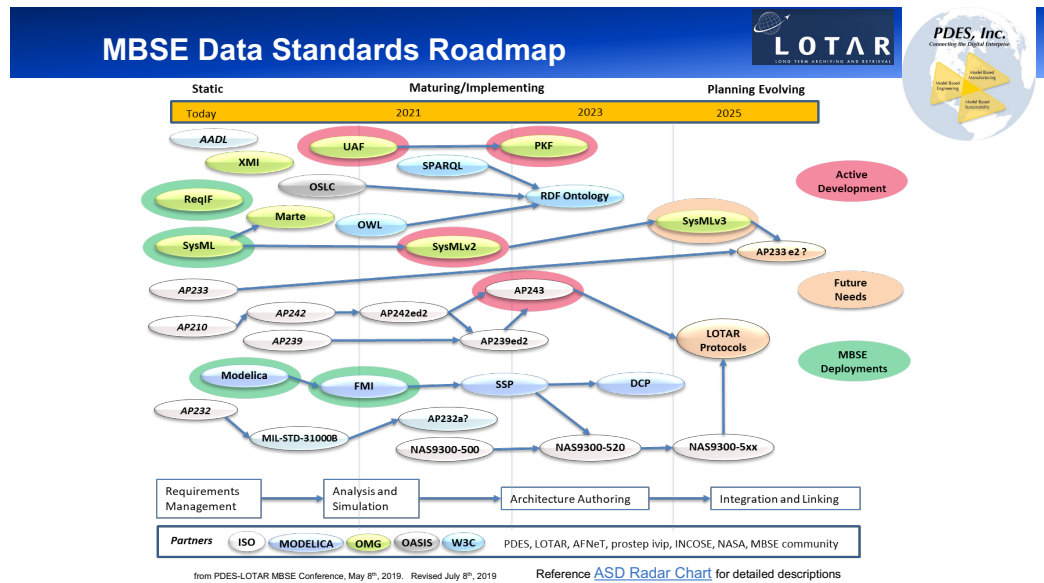 MBSE Data Standards Roadmap
LOTAR
LONG TERM ARCHIVING AND RETRIEVAL
PDES, Inc.
Connecting the Digital Enterprise
Model Based
Manufacturing
Model Based
Engineering
Model Based
Sustainability
Static
Maturing/Implementing
Planning Evolving
Today
2021
2023
2025
AADL
UAF
PKF
XMI
SPARQL
Active
Development
OSLC
ReqIF
RDF Ontology
Marte
OWL
SysMLv3
SysML
SysMLv2
AP233 e2 ?
AP233
AP243
Future
Needs
AP242
AP242ed2
AP210
AP239
AP239ed2
LOTAR
Protocols
MBSE
Deployments
Modelica
FMI
SSP
DCP
AP232
AP232a?
MIL-STD-31000B
NAS9300-500
NAS9300-520
NAS9300-5xx
Requirements
Management
Analysis and
Simulation
Architecture Authoring
Integration and Linking
Partners
ISO
MODELICA
OMG
OASIS
W3C
PDES, LOTAR, AFNeT, prostep ivip, INCOSE, NASA, MBSE community
from PDES-LOTAR MBSE Conference, May 8th, 2019. Revised July 8th, 2019
Reference ASD Radar Chart for detailed descriptions